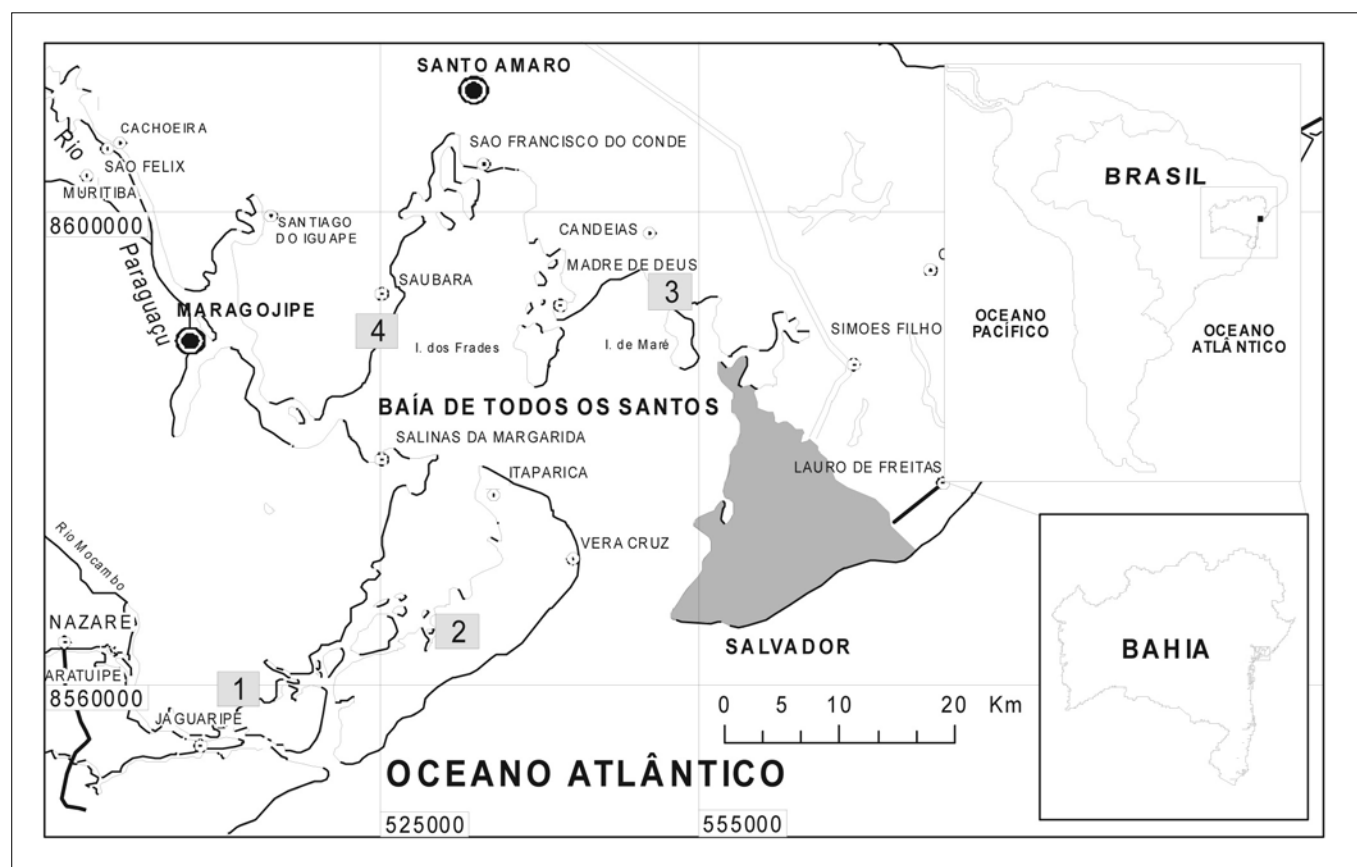 SANTO AMARO
CACHOEIRA
Rio
SAO FELIX
MURITIBA
SAO FRANCISCO DO CONDE
BRASIL
8600000
SANTIAGO
DO IGUAPE
CANDEIAS
MADRE DE DEUS
Paraguaçu
SAUBARA
3
MARAGOJIPE
4
I. dos Frades
I. de Maré
SIMOES FILHO
OCEANO
PACÍFICO
OCEANO
ATLÂNTICO
BAÍA DE TODOS OS SANTOS
SALINAS DA MARGARIDA
ITAPARICA
LAURO DE FREITAS
Rio Mocambo
VERA CRUZ
NAZARE
2
SALVADOR
BAHIA
ARATUIPE
1
8560000
JAGUARIPE
0 5 10 20 Km
OCEANO ATLÂNTICO
525000
555000